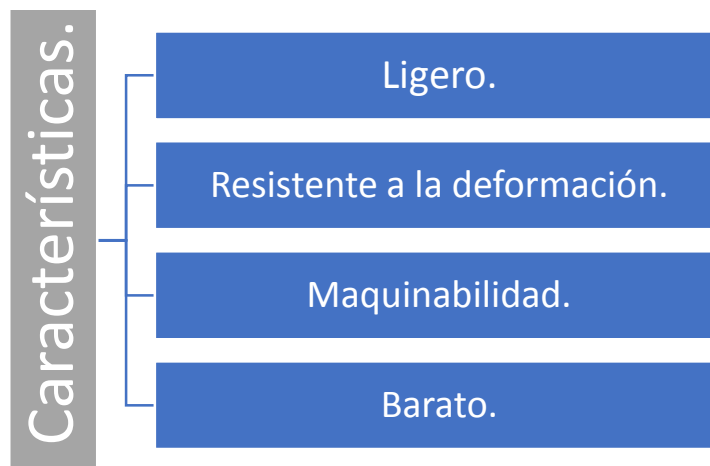 Características.
Ligero.
Resistente a la deformación.
Maquinabilidad.
Barato.